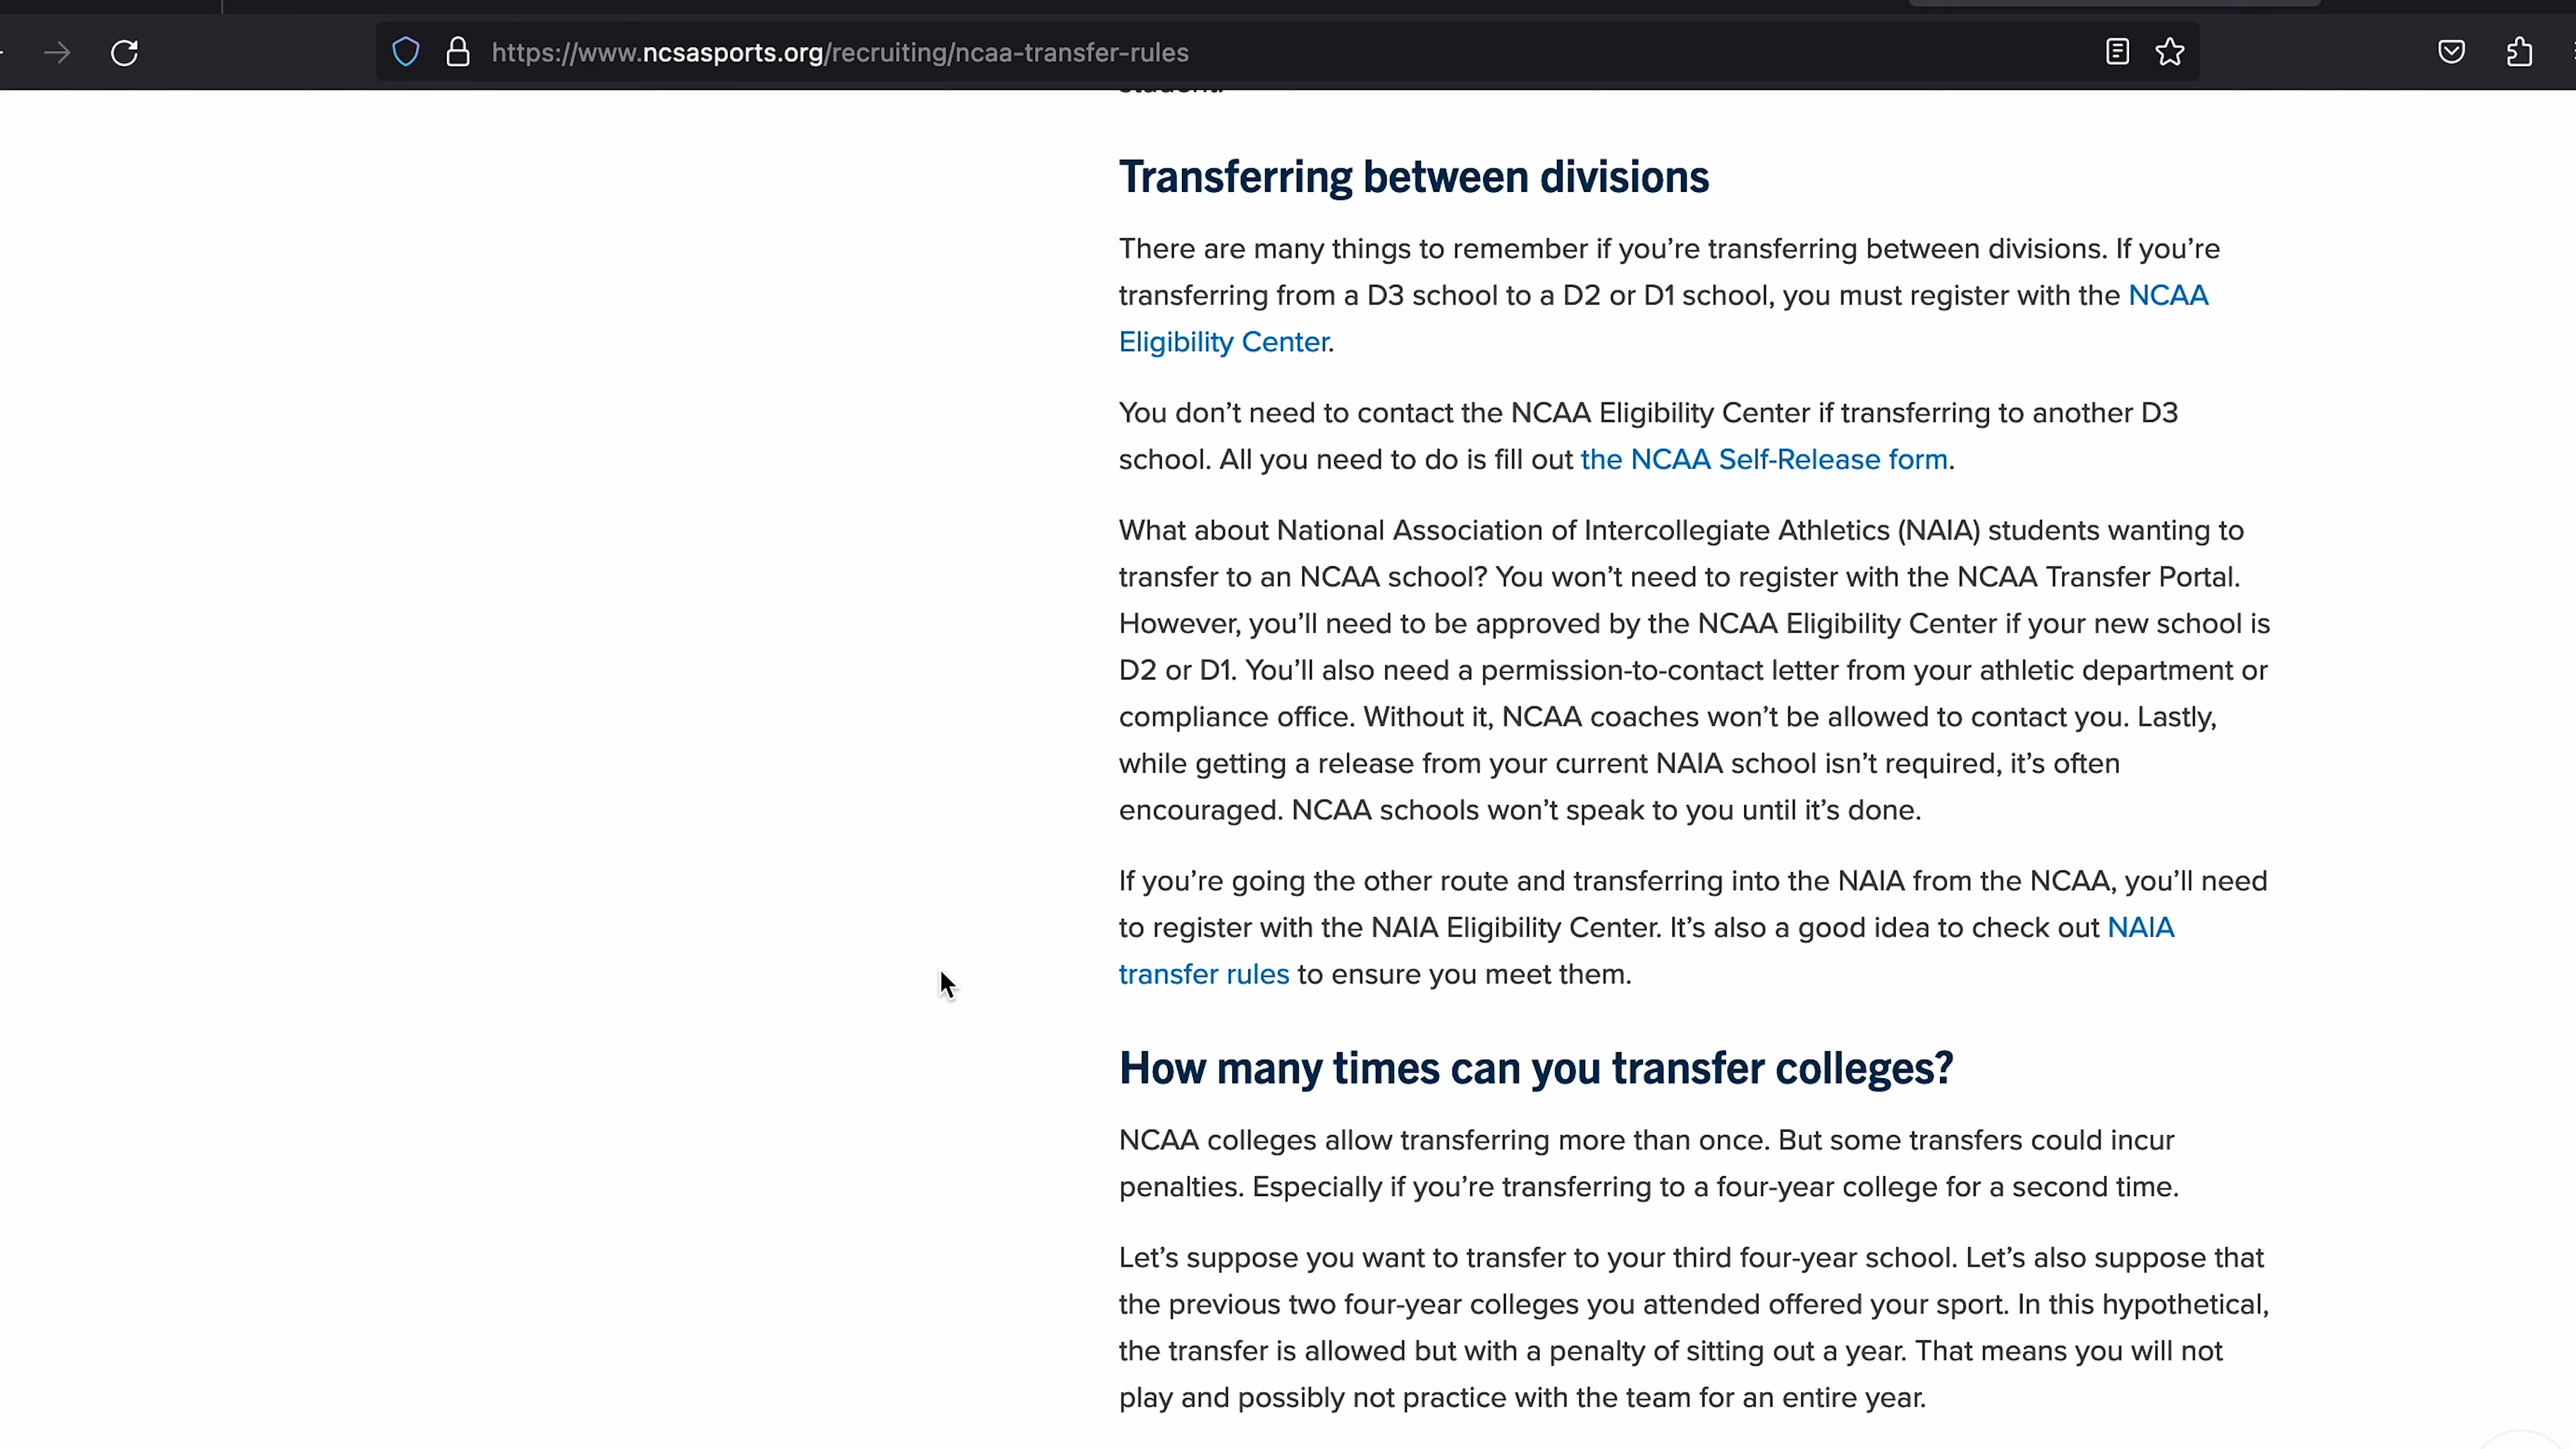 https://www.ncsasports.org/recruiting/ncaa-transfer-rules
student.
Transferring between divisions
There are many things to remember if you’re transferring between divisions. If you’re
transferring from a D3 school to a D2 or D1 school, you must register with the NCAA
Eligibility Center.
You don’t need to contact the NCAA Eligibility Center if transferring to another D3
school. All you need to do is fill out the NCAA Self-Release form.
What about National Association of Intercollegiate Athletics (NAIA) students wanting to
transfer to an NCAA school? You won’t need to register with the NCAA Transfer Portal.
However, you’ll need to be approved by the NCAA Eligibility Center if your new school is
D2 or D1. You’ll also need a permission-to-contact letter from your athletic department or
compliance office. Without it, NCAA coaches won’t be allowed to contact you. Lastly,
while getting a release from your current NAIA school isn’t required, it’s often
encouraged. NCAA schools won’t speak to you until it’s done.
If you’re going the other route and transferring into the NAIA from the NCAA, you’ll need
to register with the NAIA Eligibility Center. It’s also a good idea to check out NAIA
transfer rules to ensure you meet them.
How many times can you transfer colleges?
NCAA colleges allow transferring more than once. But some transfers could incur
penalties. Especially if you’re transferring to a four-year college for a second time.
Let’s suppose you want to transfer to your third four-year school. Let’s also suppose that
the previous two four-year colleges you attended offered your sport. In this hypothetical,
the transfer is allowed but with a penalty of sitting out a year. That means you will not
play and possibly not practice with the team for an entire year.